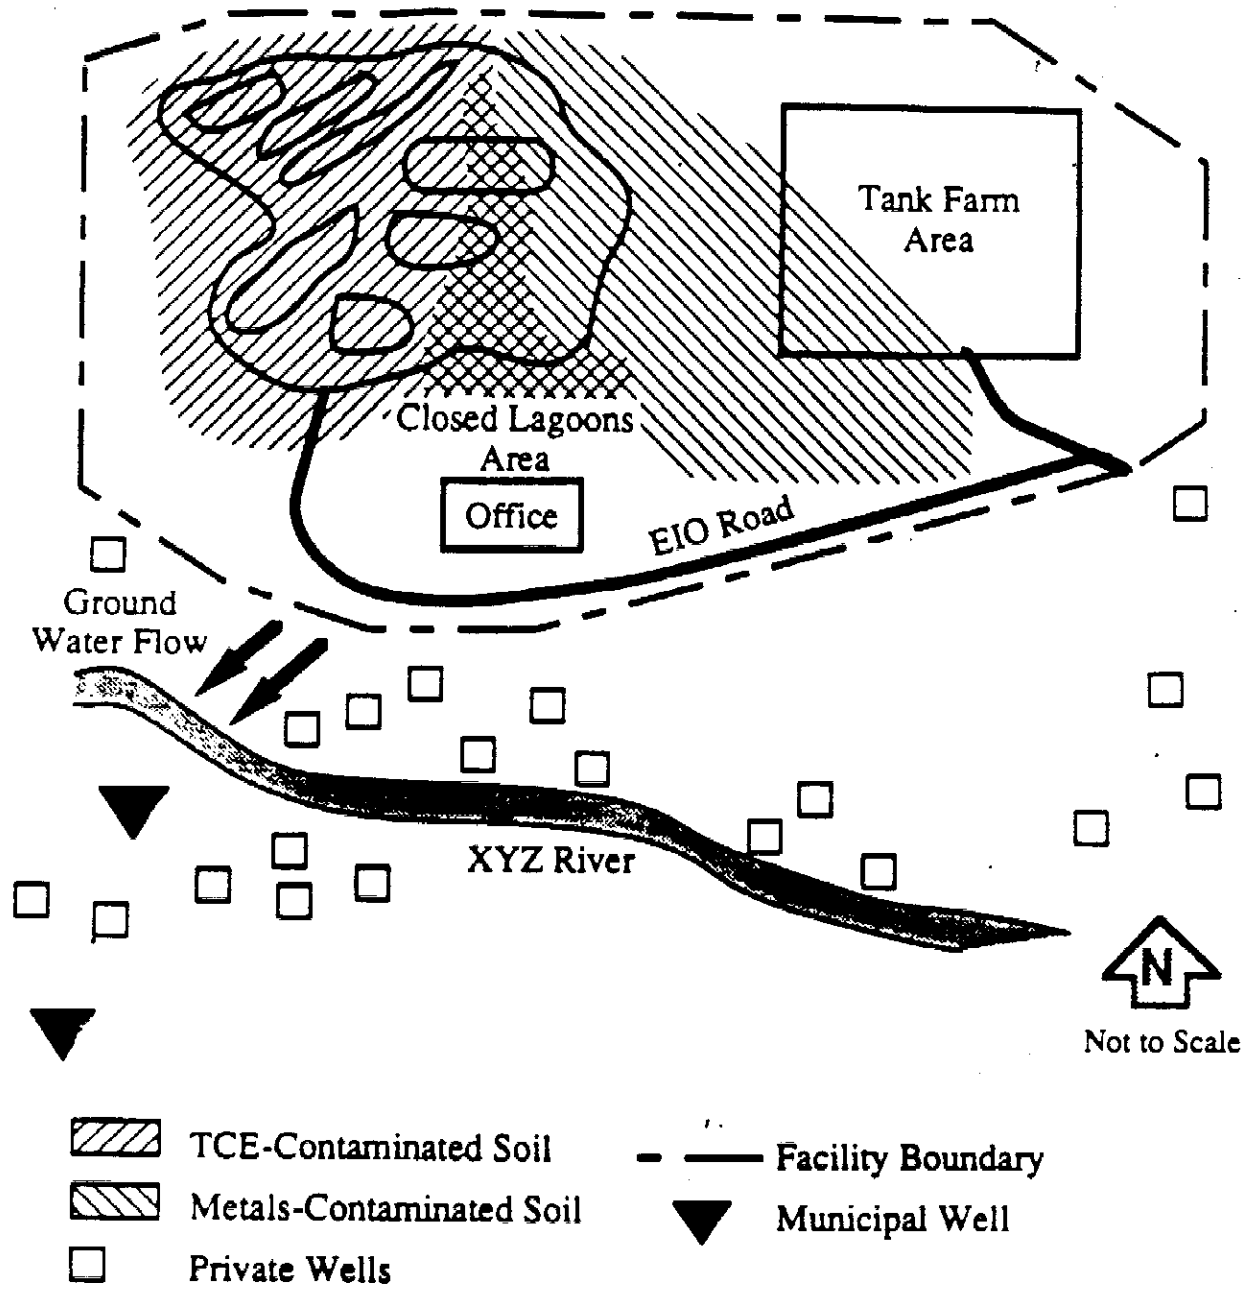 Tank Farm
Area
Closed Lagoons
Area
Office
EIO Road
Ground
Water Flow
XYZ River
N
Not to Scale
TCE-Contaminated Soil
Metals-Contaminated Soil
Private Wells
Facility Boundary
Municipal Well